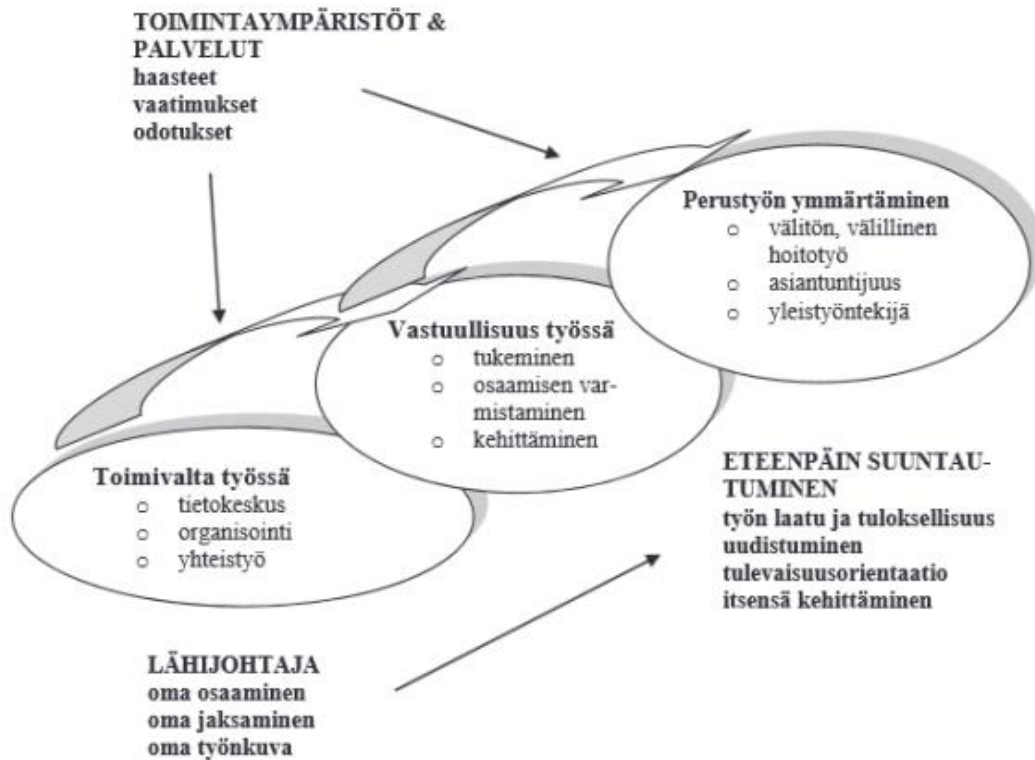 TOIMINTAYMPÄRISTÖT &
PALVELUT
haasteet
vaatimukset
odotukset
Perustyön ymmärtäminen
o välitön, välillinen
hoitotyö
o asiantuntijuus
o yleistyöntekijä
Vastuullisuus työssä
o tukeminen
o osaamisen var-
mistaminen
o kehittäminen
Toimivalta työssä
o tietokeskus
o organisointi
o yhteistyö
ETEENPÄIN SUUNTAU-
TUMINEN
työn laatu ja tuloksellisuus
uudistuminen
tulevaisuusorientaatio
itsensä kehittäminen
LÄHIJOHTAJA
oma osaaminen
oma jaksaminen
oma työnkuva